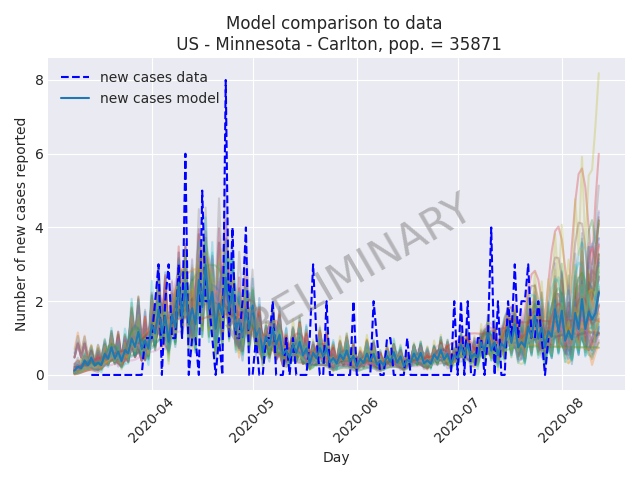 Model comparison to data
US - Minnesota - Carlton, pop. = 35871
new cases data
new cases model
PRELIMINARY
Number of new cases reported
8
6
4
2
0
2020-04
2020-05
2020-06
2020-07
2020-08
Day